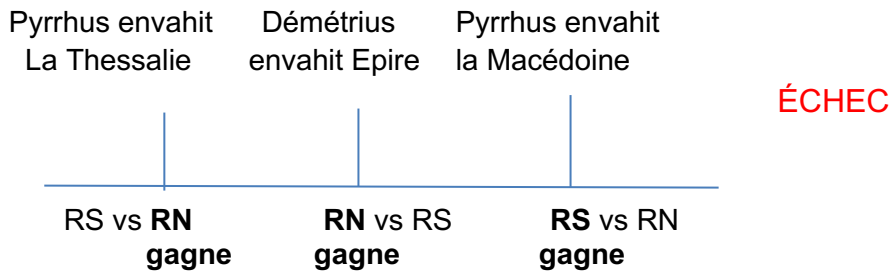 Pyrrhus envahit Démétrius Pyrrhus envahit
La Thessalie envahit Epire la Macédoine
ÉCHEC
RS vs RN RN vs RS RS vs RN
gagne gagne gagne